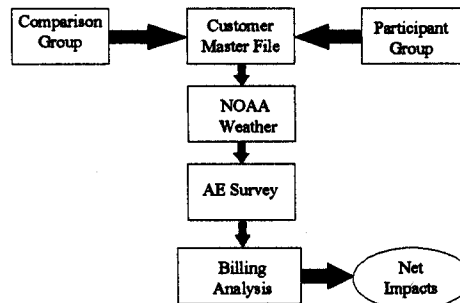 Comparison
Group
Customer
Master File
Participant
Group
NOAA
Weather
AE Survey
Billing
Analysis
Net
Impacts